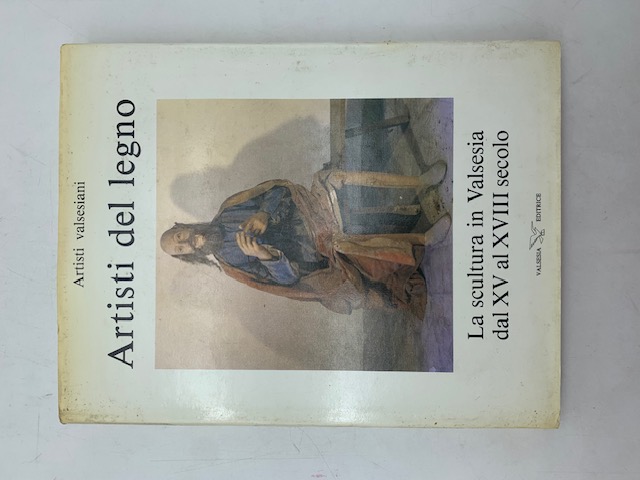 Artisti valsesiani
Artisti del legno
La scultura in Valsesia
dal XV al XVIII secolo
VALSESIA EDITRICE